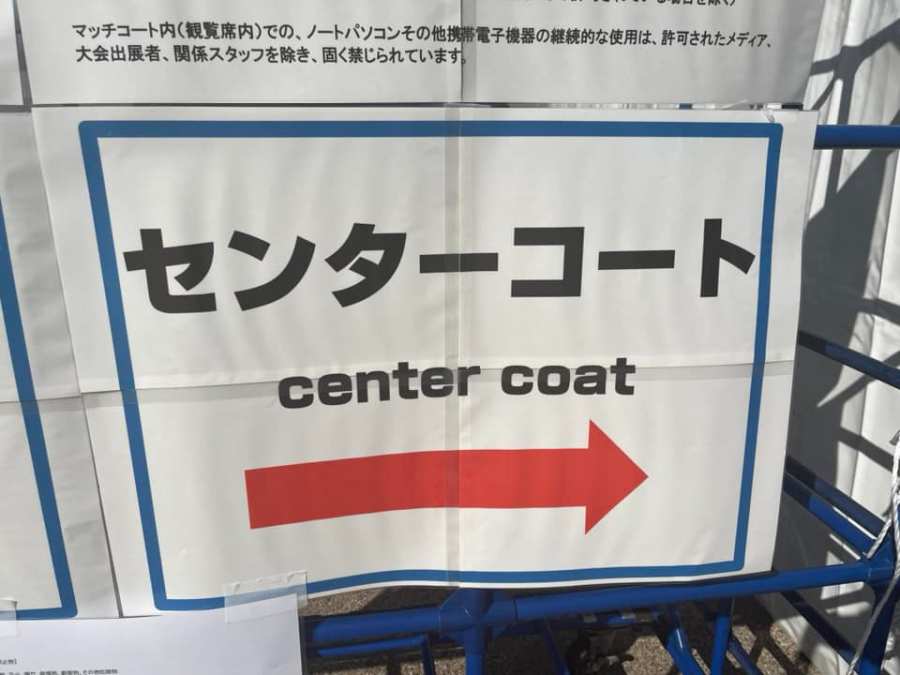 マッチコート内(観覧席内)での、ノートパソコンその他携帯電子機器の継続的な使用は、許可されたメディア、
大会出展者、関係スタッフを除き、固く禁じられています。
センターコート
center coat